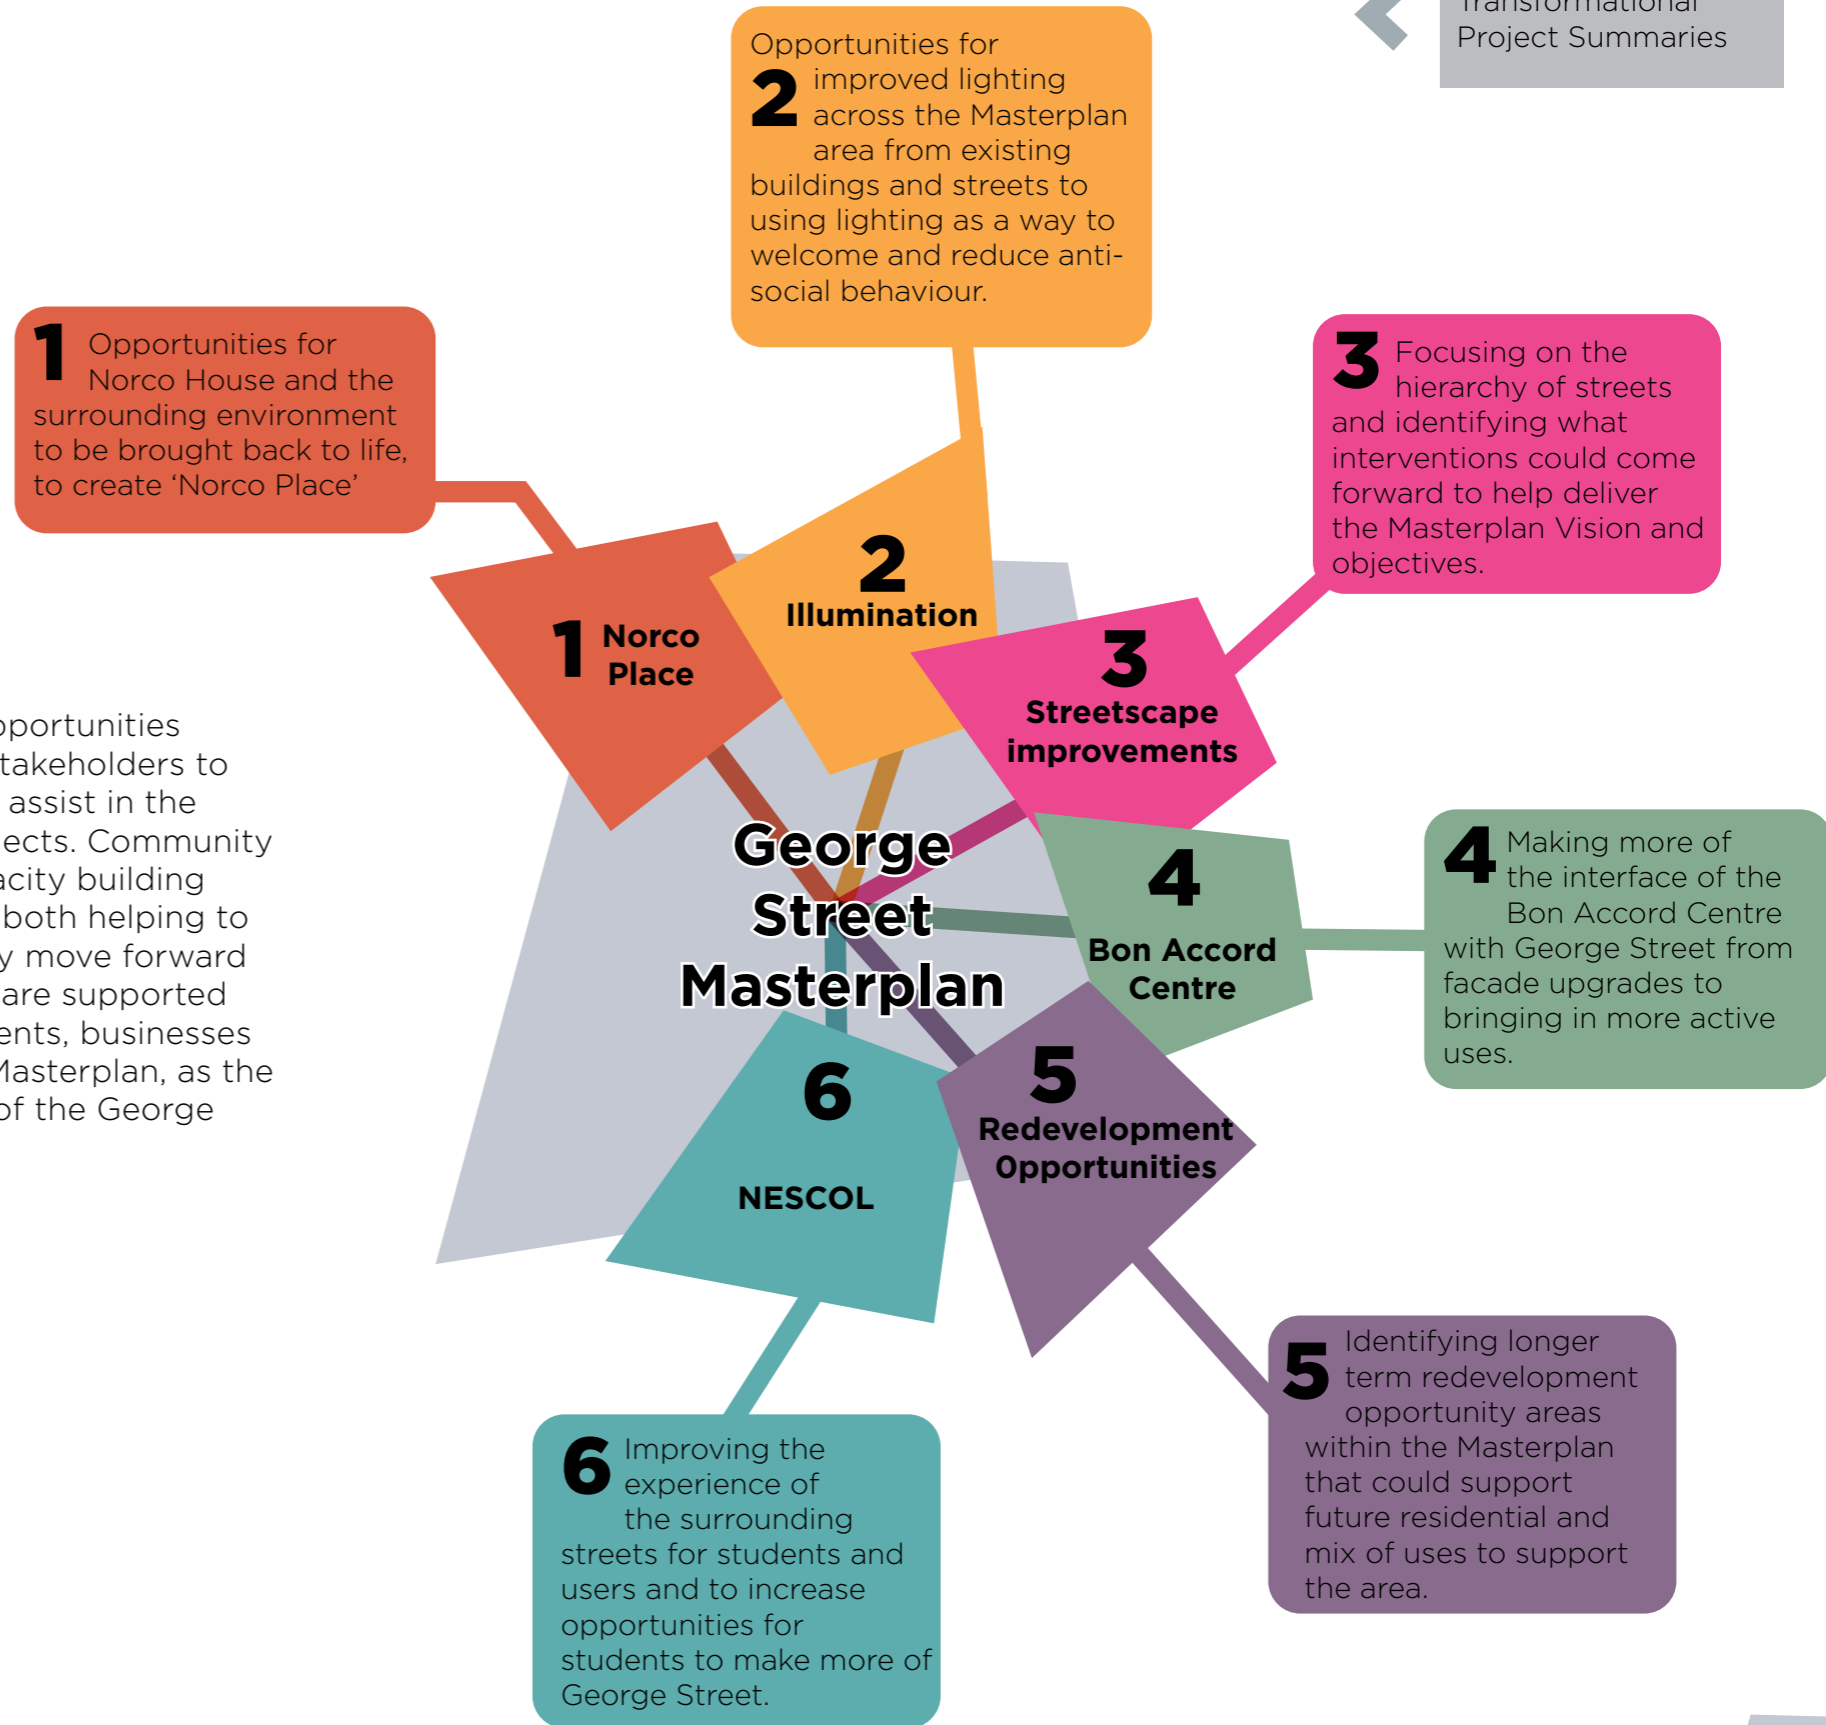 Transformational
Project Summaries
Opportunities for
2 improved lighting
across the Masterplan
area from existing
buildings and streets to
using lighting as a way to
welcome and reduce anti-
social behaviour.
1 Opportunities for
Norco House and the
surrounding environment
to be brought back to life,
to create ‘Norco Place’
3 Focusing on the
hierarchy of streets
and identifying what
interventions could come
forward to help deliver
the Masterplan Vision and
objectives.
2
Illumination
1 Norco
Place
3
Streetscape
improvements
takeholders to
assist in the
ects. Community
acity building
both helping to
y move forward
are supported
ents, businesses
Masterplan, as the
of the George
George
Street
Masterplan
4
Bon Accord
Centre
4 Making more of
the interface of the
Bon Accord Centre
with George Street from
facade upgrades to
bringing in more active
uses.
5
Redevelopment
0pportunities
6
NESCOL
5 Identifying longer
term redevelopment
opportunity areas
within the Masterplan
that could support
future residential and
mix of uses to support
the area.
6 Improving the
experience of
the surrounding
streets for students and
users and to increase
opportunities for
students to make more of
George Street.